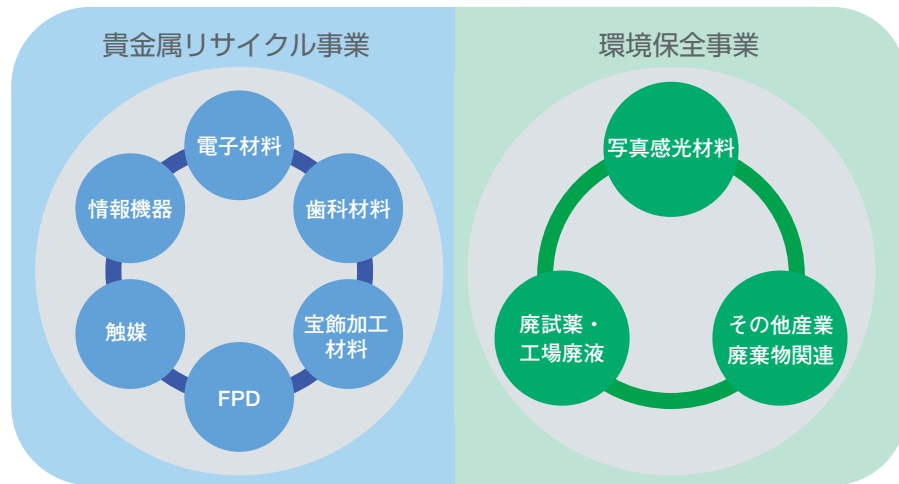 貴金属リサイクル事業
電子材料
歯科材料
宝飾加工
材料
FPD
触媒
情報機器
環境保全事業
写真感光材料
その他産業
廃棄物関連
廃試薬・
工場廃液